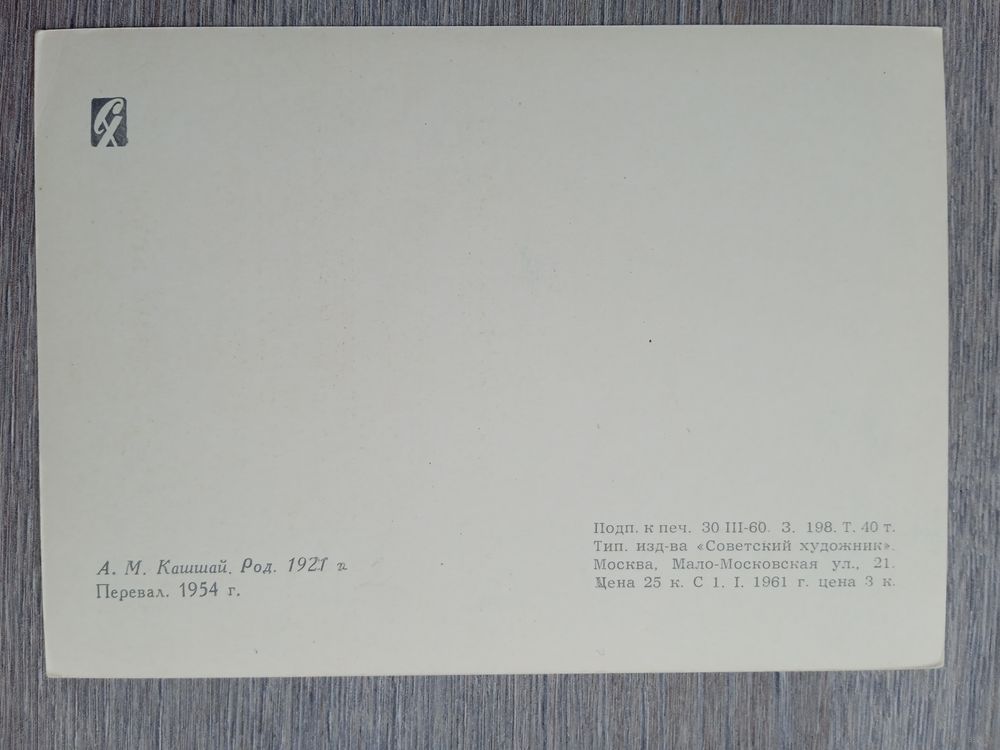 СХ
А. М. Кашшай. Род. 1921 г.
Перевал. 1954 г.
Подп. к печ. 30 III-60. З. 198. Т. 40 т.
Тип. изд-ва «Советский художник».
Москва, Мало-Московская ул., 21.
Цена 25 к. С 1. I. 1961 г. цена 3 к.